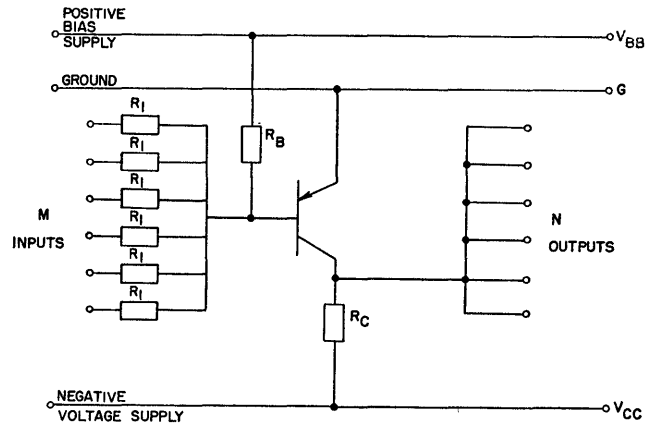 POSITIVE
BIAS
SUPPLY
V_BB
GROUND
G
R_I
R_I
R_B
R_I
M
INPUTS
R_I
N
OUTPUTS
R_I
R_I
R_C
NEGATIVE
VOLTAGE SUPPLY
V_CC